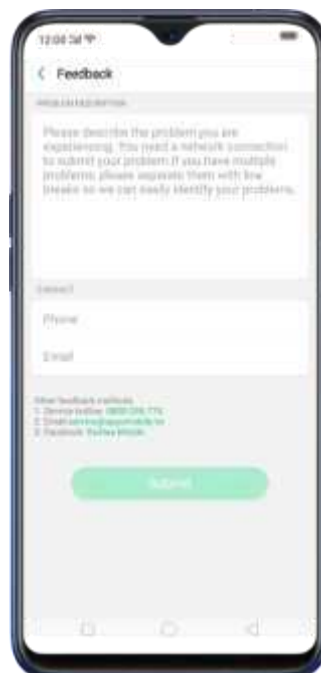 12:00
Feedback
PROBLEM DESCRIPTION
Please describe the problem you are
experiencing. You need a network connection
to submit your problem. If you have multiple
problems, please separate them with line
breaks so we can easily identify your problems.
CONTACT
Phone
Email
Other feedback methods
1. Service hotline:
2. Email:
3. Facebook:
Submit